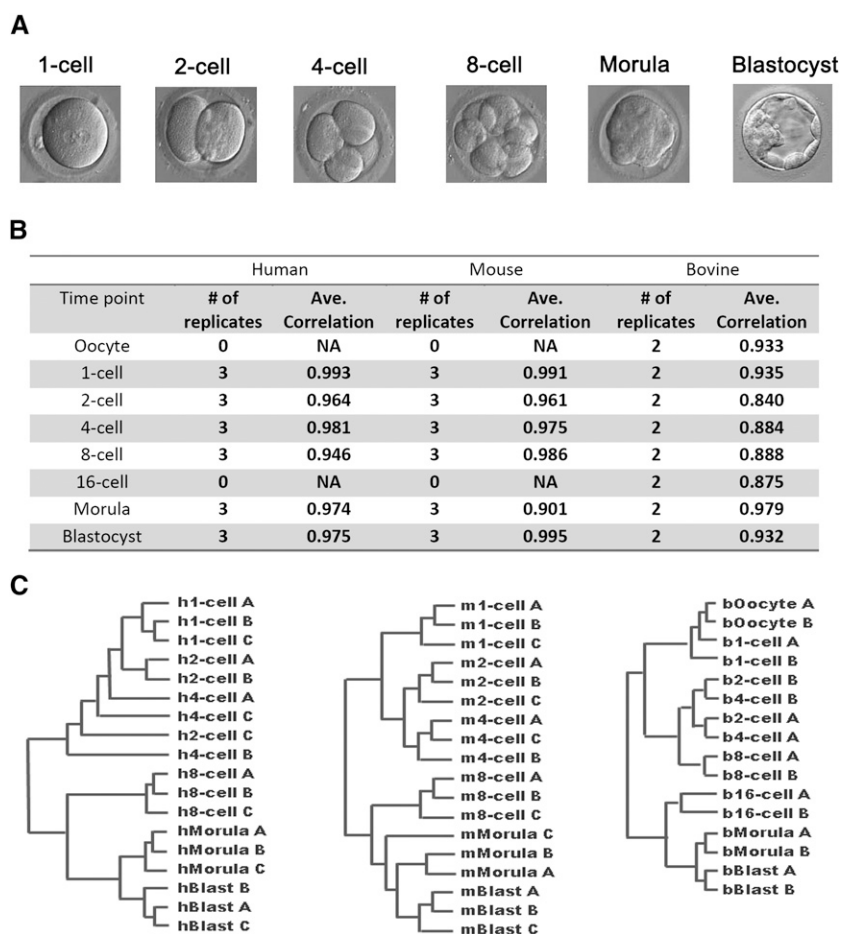 A
1-cell 2-cell 4-cell 8-cell Morula Blastocyst
B
Human Mouse Bovine
Time point # of replicates Ave. Correlation # of replicates Ave. Correlation # of replicates Ave. Correlation
Oocyte 0 NA 0 NA 2 0.933
1-cell 3 0.993 3 0.991 2 0.935
2-cell 3 0.964 3 0.961 2 0.840
4-cell 3 0.981 3 0.975 2 0.884
8-cell 3 0.946 3 0.986 2 0.888
16-cell 0 NA 0 NA 2 0.875
Morula 3 0.974 3 0.901 2 0.979
Blastocyst 3 0.975 3 0.995 2 0.932
C
h1-cell A
h1-cell B
h1-cell C
h2-cell A
h2-cell B
h4-cell A
h4-cell C
h2-cell C
h4-cell B
h8-cell A
h8-cell B
h8-cell C
hMorula A
hMorula B
hMorula C
hBlast B
hBlast A
hBlast C
m1-cell A
m1-cell B
m1-cell C
m2-cell A
m2-cell B
m2-cell C
m4-cell A
m4-cell C
m4-cell B
m8-cell A
m8-cell B
m8-cell C
mMorula C
mMorula B
mMorula A
mBlast A
mBlast B
mBlast C
bOocyte A
bOocyte B
b1-cell A
b1-cell B
b2-cell B
b4-cell B
b2-cell A
b4-cell A
b8-cell A
b8-cell B
b16-cell A
b16-cell B
bMorula A
bMorula B
bBlast A
bBlast B